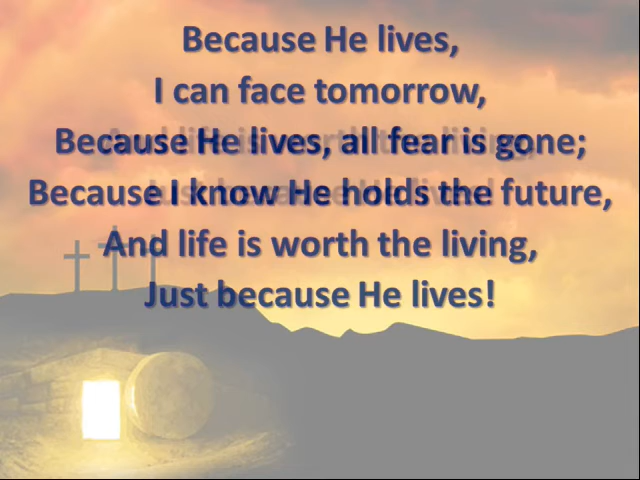 Because He lives,
I can face tomorrow,
Because He lives, all fear is gone;
Because I know He holds the future,
And life is worth the living,
Just because He lives!